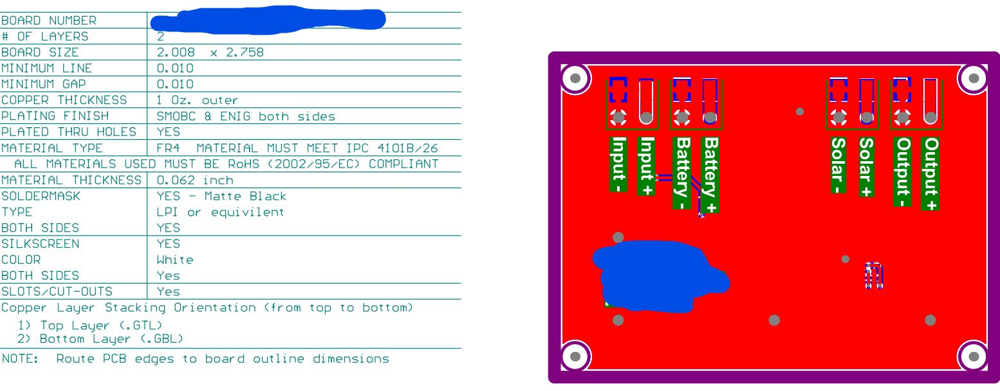 BOARD NUMBER
# OF LAYERS 2
BOARD SIZE 2.008 x 2.758
MINIMUM LINE 0.010
MINIMUM GAP 0.010
COPPER THICKNESS 1 Oz. outer
PLATING FINISH SMOBC & ENIG both sides
PLATED THRU HOLES YES
MATERIAL TYPE FR4 MATERIAL MUST MEET IPC 4101B/26
ALL MATERIALS USED MUST BE RoHS (2002/95/EC) COMPLIANT
MATERIAL THICKNESS 0.062 inch
SOLDERMASK YES - Matte Black
TYPE LPI or equivilent
BOTH SIDES YES
SILKSCREEN YES
COLOR White
BOTH SIDES Yes
SLOTS/CUT-OUTS Yes
Copper Layer Stacking Orientation (from top to bottom)
1) Top Layer (.GTL)
2) Bottom Layer (.GBL)
NOTE: Route PCB edges to board outline dimensions
Input -
Input +
Battery -
Battery +
Solar -
Solar +
Output -
Output +